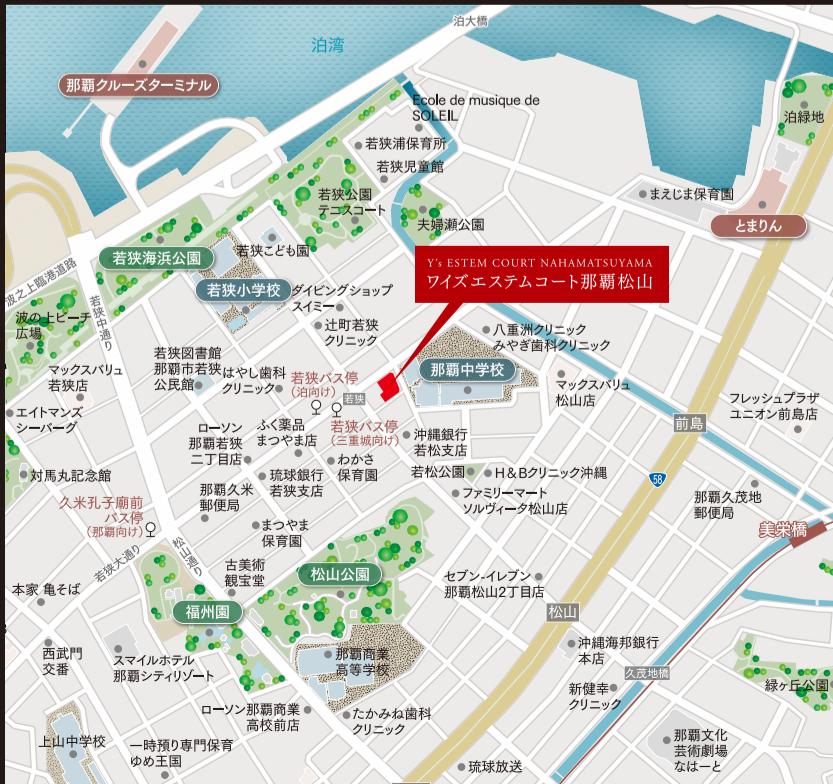 泊大橋
泊湾
那覇クルーズターミナル
Ecole de musique de
SOLEIL
泊緑地
若狭浦保育所
若狭児童館
まえじま保育園
若狭公園
テニスコート
夫婦瀬公園
とまりん
若狭こども園
若狭海浜公園
Y's ESTEM COURT NAHAMATSUYAMA
ワイズエステムコート那覇松山
波之上臨港道路
若狭小学校
ダイビングショップ
スイミー
若狭中通り
波の上ビーチ
広場
辻町若狭
クリニック
八重洲クリニック
みやぎ歯科クリニック
若狭図書館
那覇市若狭
公民館
はやし歯科
クリニック
若狭バス停
(泊向け)
若狭
那覇中学校
マックスバリュ
若狭店
マックスバリュ
松山店
フレッシュプラザ
ユニオン前島店
エイトマンズ
シーバーグ
ローソン
那覇若狭
二丁目店
ふく薬品
まつやま店
若狭バス停
(三重城向け)
沖縄銀行
若松支店
前島
対馬丸記念館
琉球銀行
若狭支店
わかさ
保育園
若松公園
H&Bクリニック沖縄
58
久米孔子廟前
バス停
(那覇向け)
那覇久米
郵便局
ファミリーマート
ソルヴィータ松山店
那覇久茂地
郵便局
美栄橋
まつやま
保育園
松山通り
若狭大通り
古美術
観宝堂
松山公園
セブン-イレブン
那覇松山2丁目店
本家 亀そば
福州園
松山
西武門
交番
スマイルホテル
那覇シティリゾート
那覇商業
高等学校
沖縄海邦銀行
本店
久茂地橋
新健幸
クリニック
緑ヶ丘公園
ローソン那覇商業
高校前店
たかみね歯科
クリニック
上山中学校
一時預り専門保育
ゆめ王国
那覇文化
芸術劇場
なはーと
琉球放送